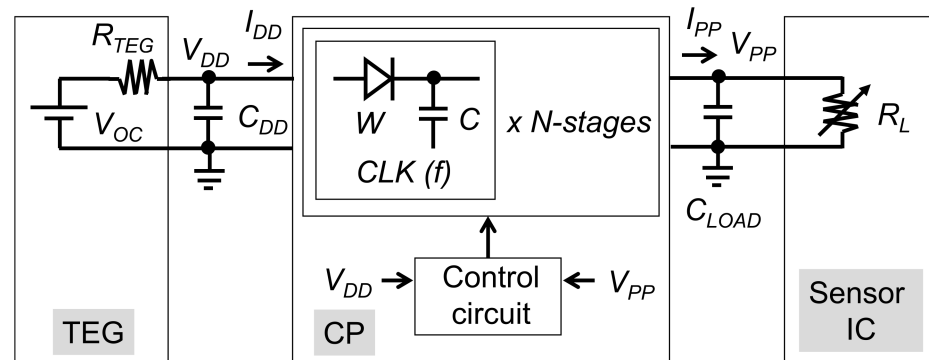 R_TEG
V_DD
I_DD
V_OC
C_DD
W
C
CLK (f)
x N-stages
I_PP
V_PP
R_L
C_LOAD
V_DD
Control
circuit
V_PP
TEG
CP
Sensor
IC